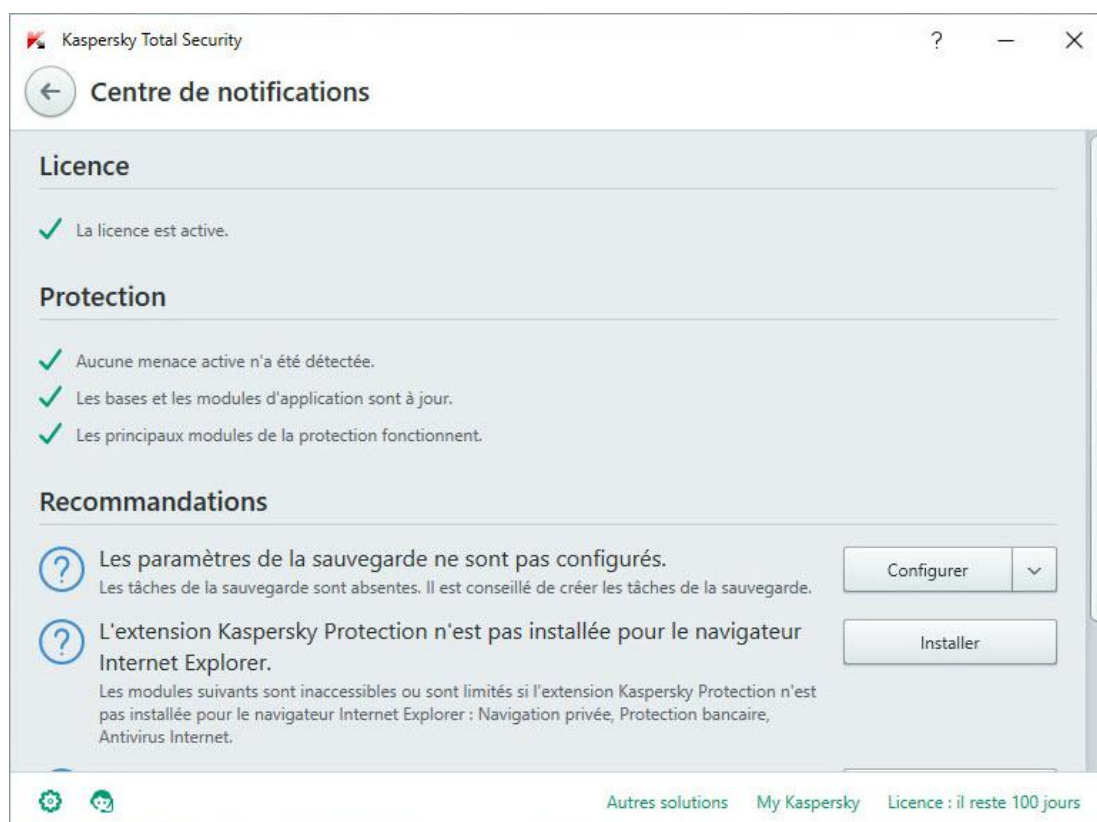 Kaspersky Total Security
?
Centre de notifications
Licence
La licence est active.
Protection
Aucune menace active n'a été détectée.
Les bases et les modules d'application sont à jour.
Les principaux modules de la protection fonctionnent.
Recommandations
Les paramètres de la sauvegarde ne sont pas configurés.
Les tâches de la sauvegarde sont absentes. Il est conseillé de créer les tâches de la sauvegarde.
Configurer
L'extension Kaspersky Protection n'est pas installée pour le navigateur
Internet Explorer.
Les modules suivants sont inaccessibles ou sont limités si l'extension Kaspersky Protection n'est
pas installée pour le navigateur Internet Explorer : Navigation privée, Protection bancaire,
Antivirus Internet.
Installer
Autres solutions
My Kaspersky
Licence : il reste 100 jours